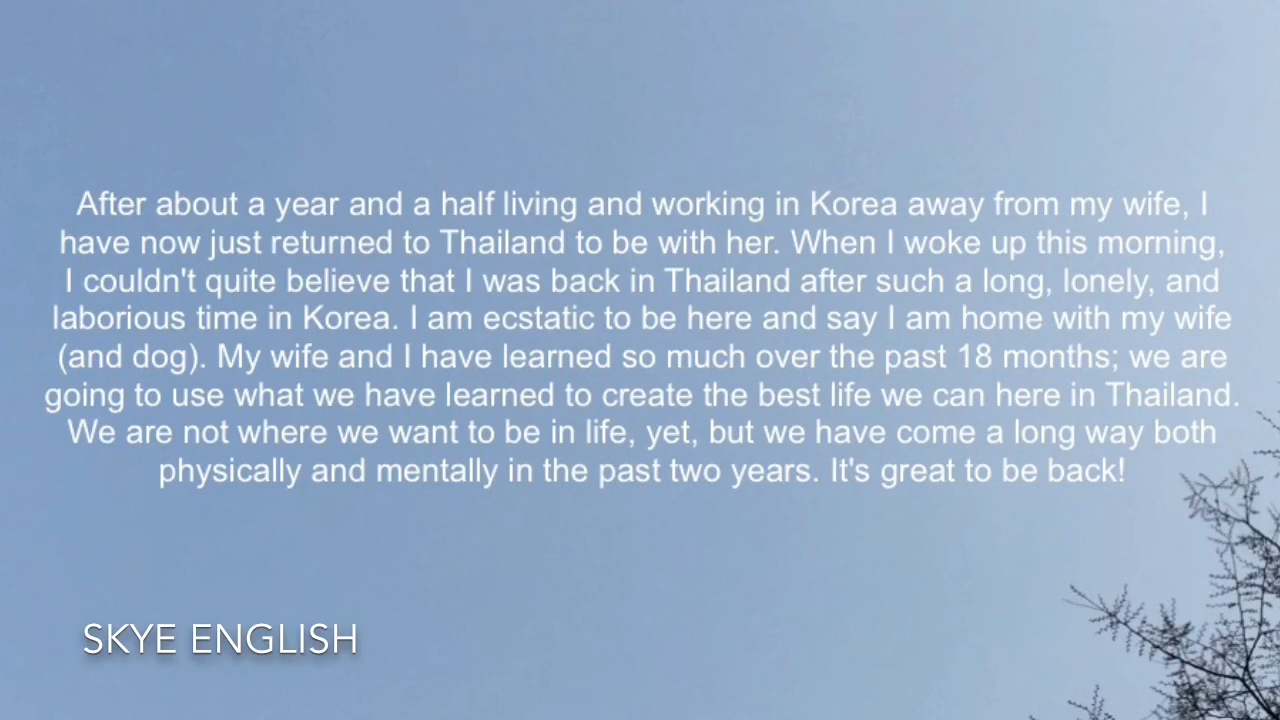 After about a year and a half living and working in Korea away from my wife, I
have now just returned to Thailand to be with her. When I woke up this morning,
I couldn't quite believe that I was back in Thailand after such a long, lonely, and
laborious time in Korea. I am ecstatic to be here and say I am home with my wife
(and dog). My wife and I have learned so much over the past 18 months; we are
going to use what we have learned to create the best life we can here in Thailand.
We are not where we want to be in life, yet, but we have come a long way both
physically and mentally in the past two years. It's great to be back!
SKYE ENGLISH